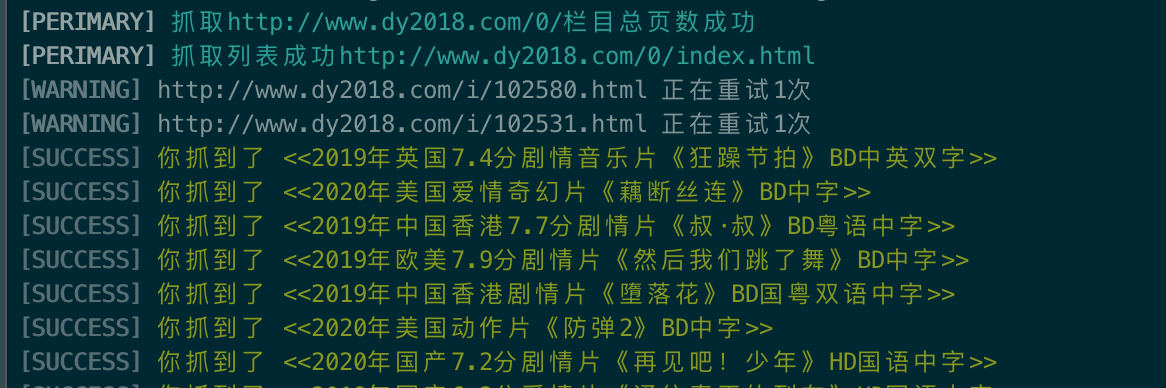 [PERIMARY] 抓取http://www.dy2018.com/0/栏目总页数成功
[PERIMARY] 抓取列表成功http://www.dy2018.com/0/index.html
[WARNING] http://www.dy2018.com/i/102580.html 正在重试1次
[WARNING] http://www.dy2018.com/i/102531.html 正在重试1次
[SUCCESS] 你抓到了 <<2019年英国7.4分剧情音乐片《狂躁节拍》BD中英双字>>
[SUCCESS] 你抓到了 <<2020年美国爱情奇幻片《藕断丝连》BD中字>>
[SUCCESS] 你抓到了 <<2019年中国香港7.7分剧情片《叔·叔》BD粤语中字>>
[SUCCESS] 你抓到了 <<2019年欧美7.9分剧情片《然后我们跳了舞》BD中字>>
[SUCCESS] 你抓到了 <<2019年中国香港剧情片《墮落花》BD国粤双语中字>>
[SUCCESS] 你抓到了 <<2020年美国动作片《防弹2》BD中字>>
[SUCCESS] 你抓到了 <<2020年国产7.2分剧情片《再见吧！少年》HD国语中字>>